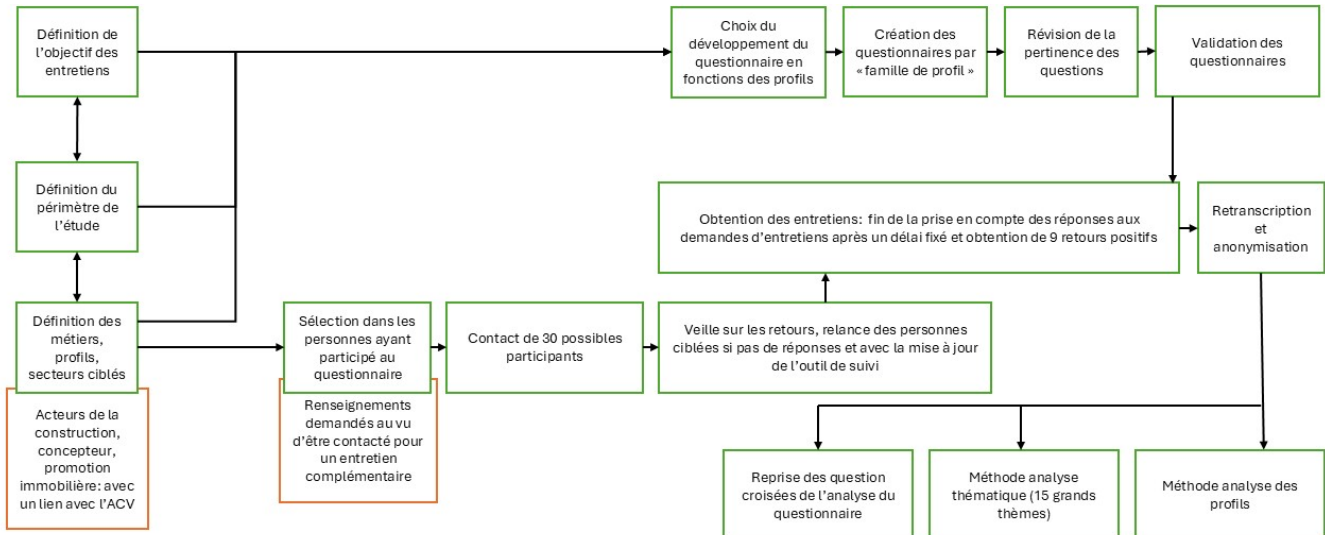 Définition de
l'objectif des
entretiens
Choix du
développement du
questionnaire en
fonctions des profils
Création des
questionnaires par
« famille de profil »
Révision de la
pertinence des
questions
Validation des
questionnaires
Définition du
périmètre de
l'étude
Obtention des entretiens: fin de la prise en compte des réponses aux
demandes d'entretiens après un délai fixé et obtention de 9 retours positifs
Retranscription
et
anonymisation
Définition des
métiers,
profils,
secteurs ciblés
Sélection dans les
personnes ayant
participé au
questionnaire
Contact de 30 possibles
participants
Veille sur les retours, relance des personnes
ciblées si pas de réponses et avec la mise à jour
de l'outil de suivi
Acteurs de la
construction,
concepteur,
promotion
immobilière: avec
un lien avec l'ACV
Renseignements
demandés au vu
d'être contacté pour
un entretien
complémentaire
Reprise des question
croisées de l'analyse du
questionnaire
Méthode analyse
thématique (15 grands
thèmes)
Méthode analyse des
profils